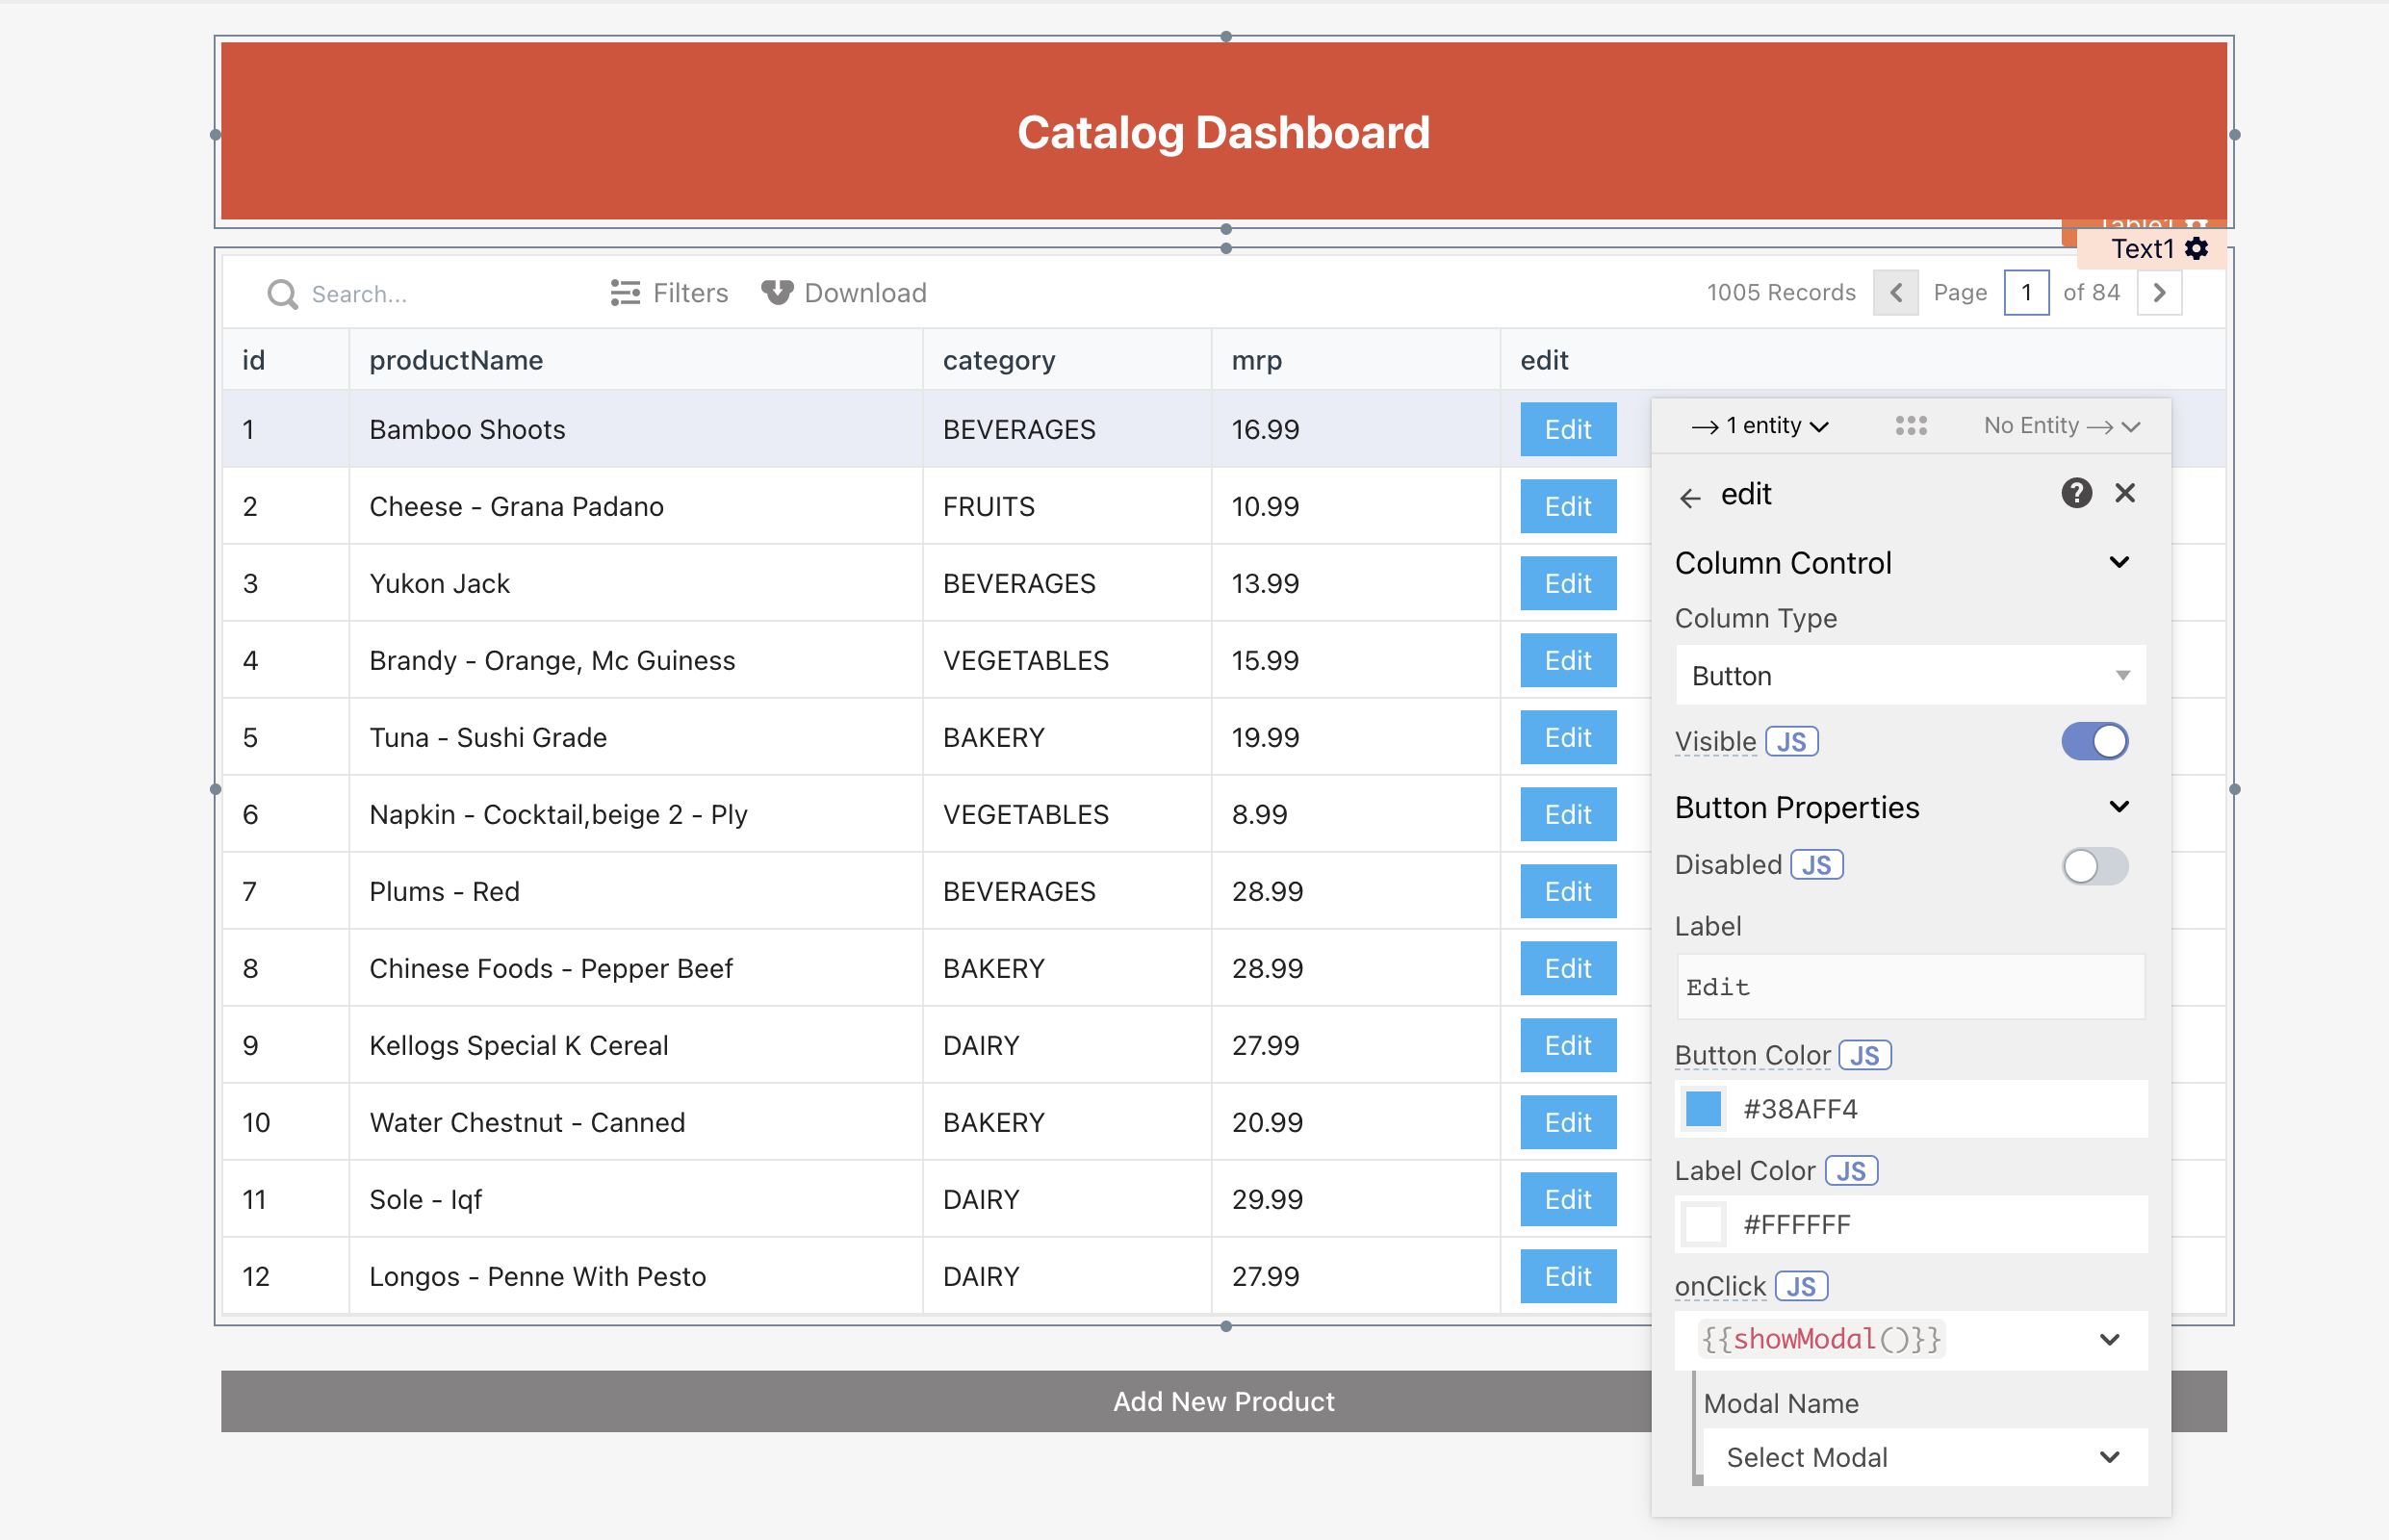 Catalog Dashboard
Table1
Text1
Search...
Filters
Download
1005 Records
Page 1 of 84
id productName category mrp edit
1 Bamboo Shoots BEVERAGES 16.99 Edit
2 Cheese - Grana Padano FRUITS 10.99 Edit
3 Yukon Jack BEVERAGES 13.99 Edit
4 Brandy - Orange, Mc Guiness VEGETABLES 15.99 Edit
5 Tuna - Sushi Grade BAKERY 19.99 Edit
6 Napkin - Cocktail,beige 2 - Ply VEGETABLES 8.99 Edit
7 Plums - Red BEVERAGES 28.99 Edit
8 Chinese Foods - Pepper Beef BAKERY 28.99 Edit
9 Kellogs Special K Cereal DAIRY 27.99 Edit
10 Water Chestnut - Canned BAKERY 20.99 Edit
11 Sole - Iqf DAIRY 29.99 Edit
12 Longos - Penne With Pesto DAIRY 27.99 Edit
Add New Product
→ 1 entity
No Entity →
← edit ?
Column Control
Column Type
Button
Visible JS
Button Properties
Disabled JS
Label
Edit
Button Color JS
#38AFF4
Label Color JS
#FFFFFF
onClick JS
{{showModal()}}
Modal Name
Select Modal